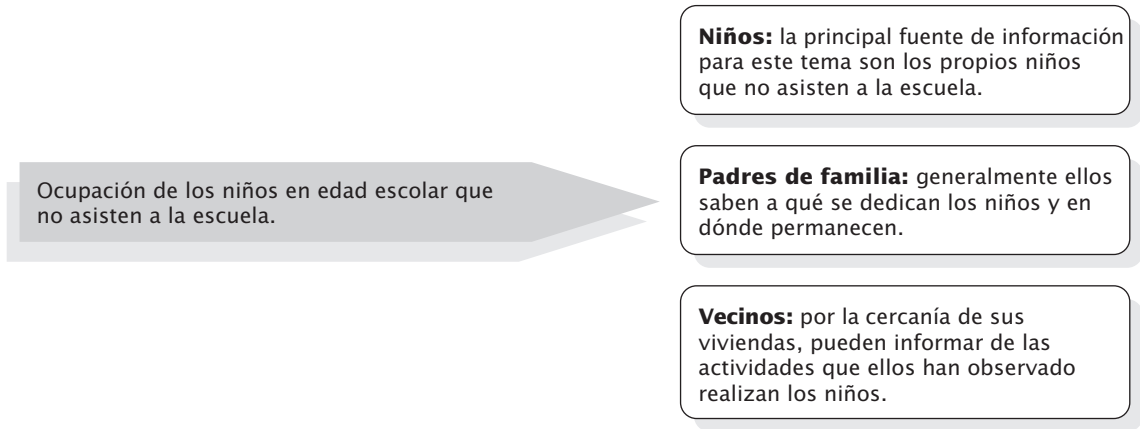 Niños: la principal fuente de información
para este tema son los propios niños
que no asisten a la escuela.
Ocupación de los niños en edad escolar que
no asisten a la escuela.
Padres de familia: generalmente ellos
saben a qué se dedican los niños y en
dónde permanecen.
Vecinos: por la cercanía de sus
viviendas, pueden informar de las
actividades que ellos han observado
realizan los niños.